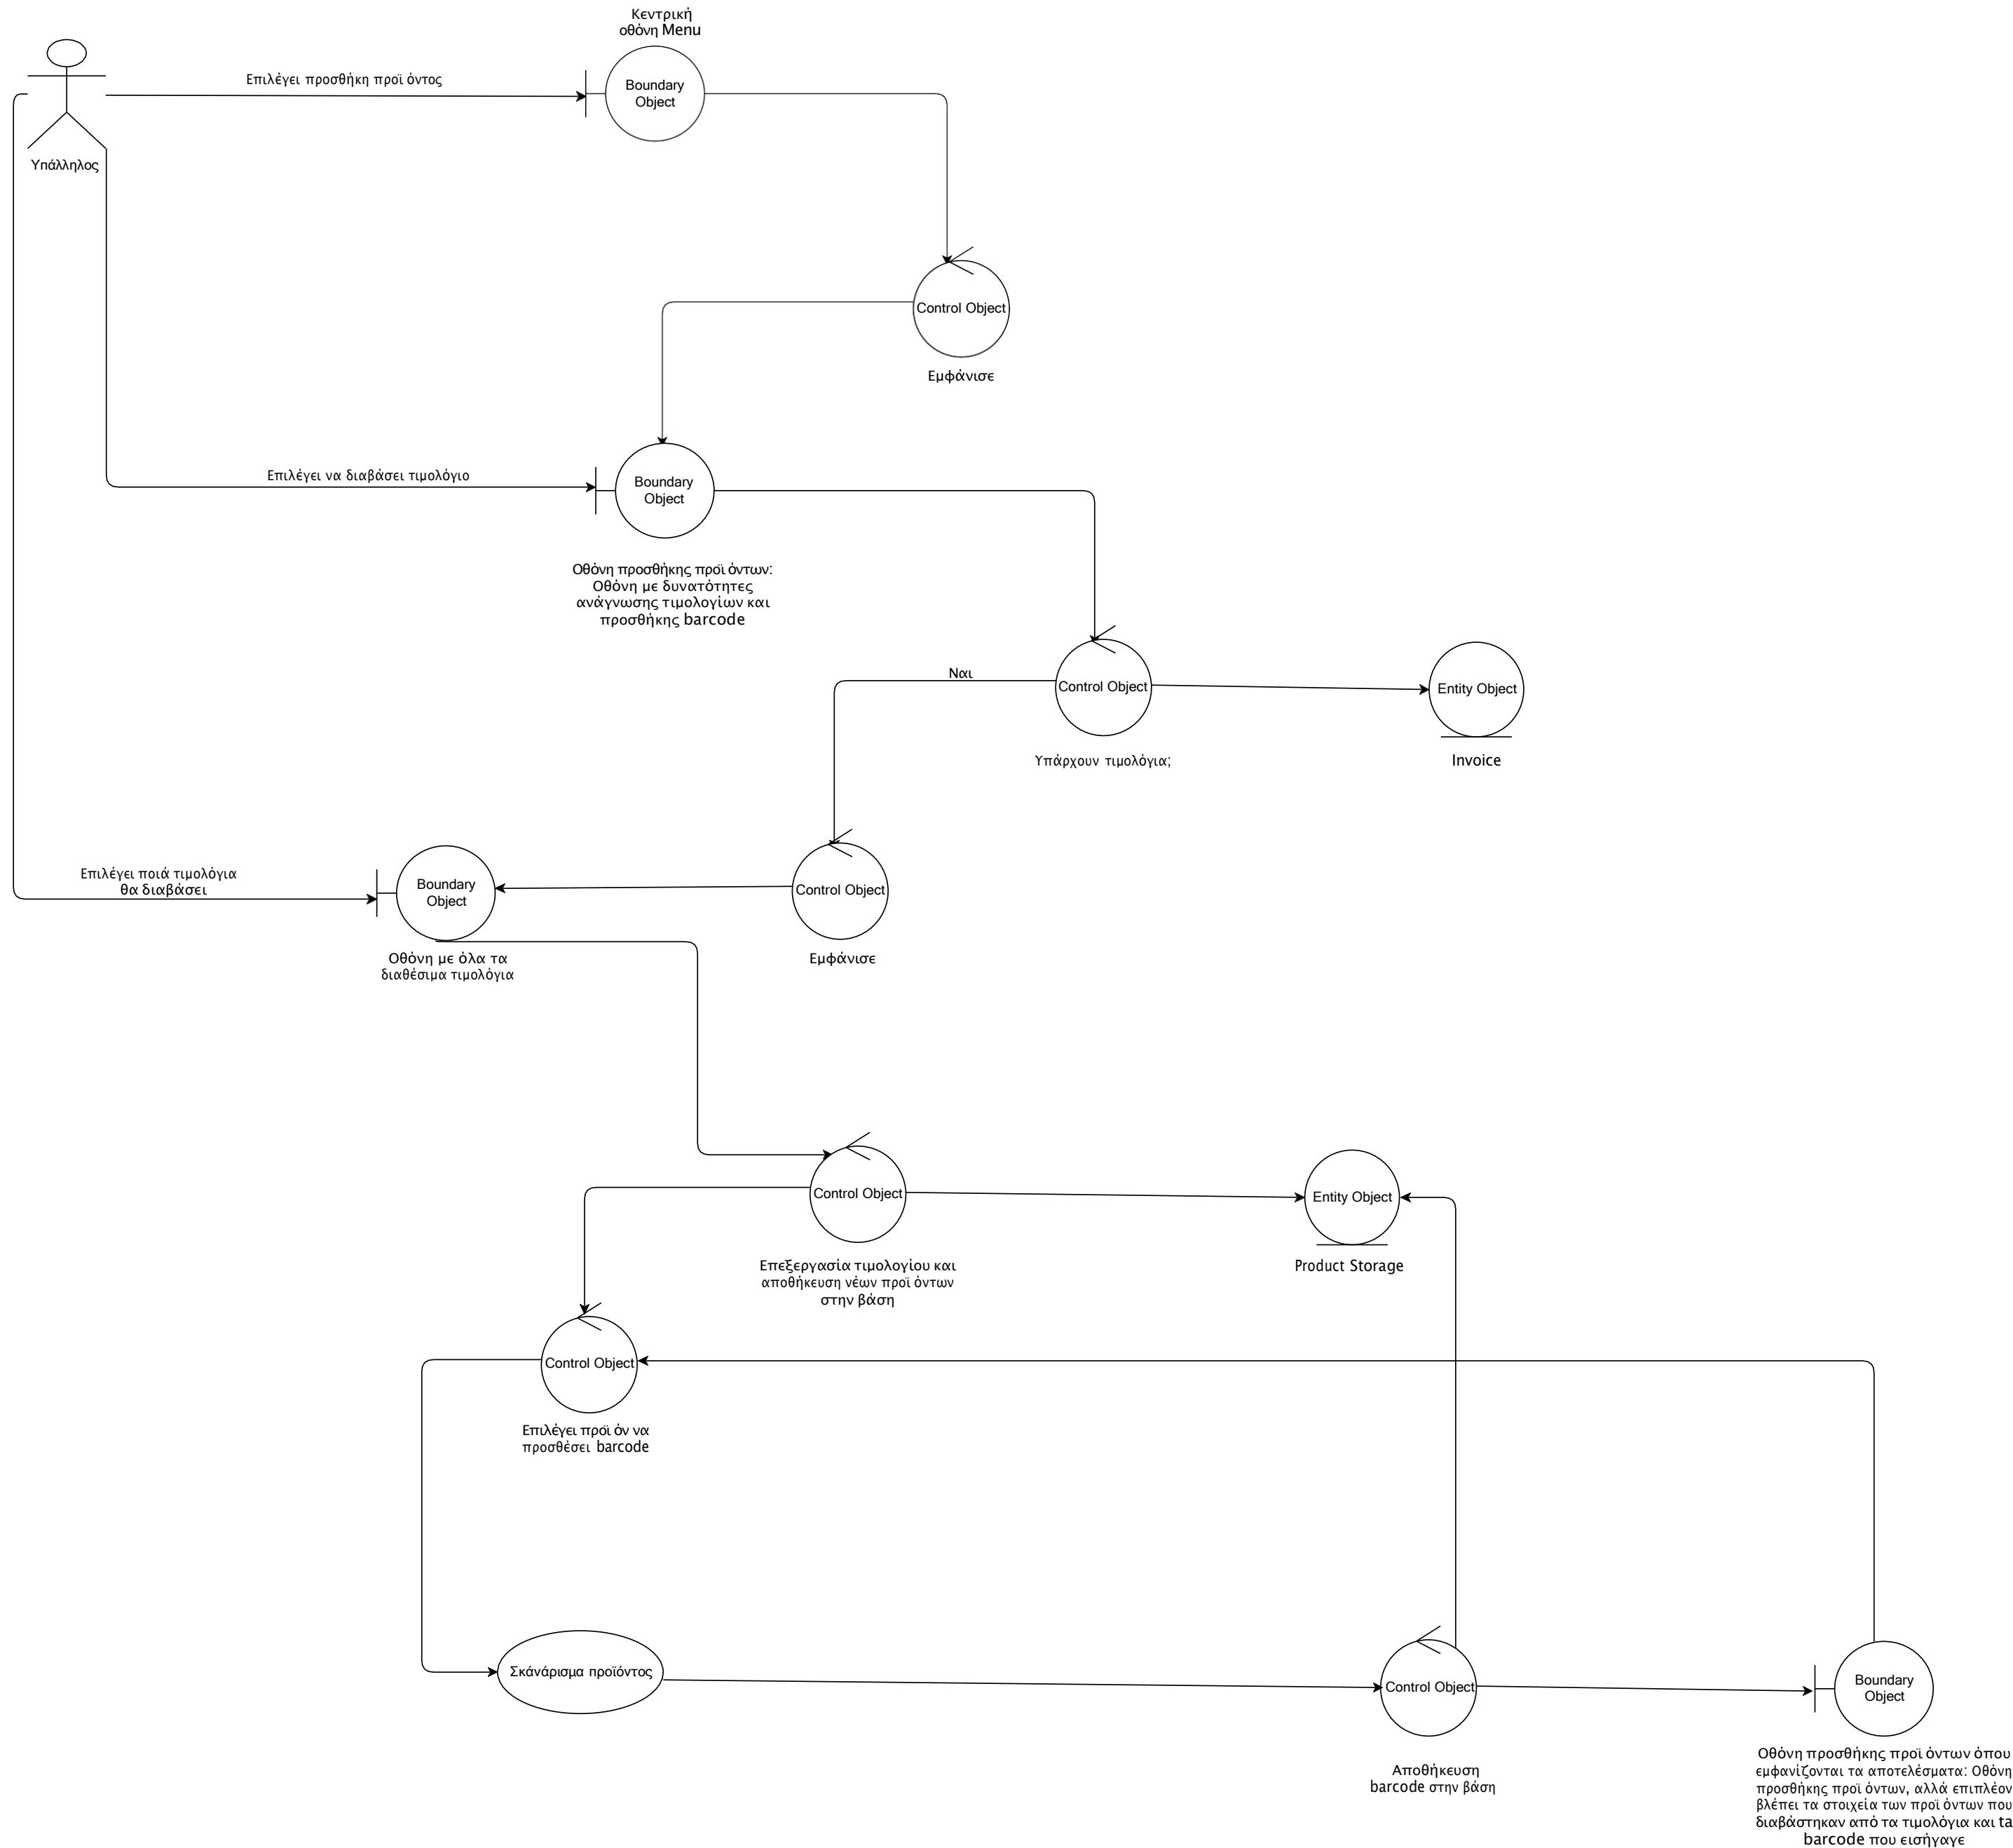 Κεντρική
οθόνη Menu
Επιλέγει προσθήκη προϊ όντος
Boundary
Object
Υπάλληλος
Control Object
Εμφάνισε
Επιλέγει να διαβάσει τιμολόγιο
Boundary
Object
Οθόνη προσθήκης προϊ όντων:
Οθόνη με δυνατότητες
ανάγνωσης τιμολογίων και
προσθήκης barcode
Ναι
Control Object
Entity Object
Υπάρχουν τιμολόγια;
Invoice
Επιλέγει ποιά τιμολόγια
θα διαβάσει
Boundary
Object
Control Object
Οθόνη με όλα τα
διαθέσιμα τιμολόγια
Εμφάνισε
Control Object
Entity Object
Επεξεργασία τιμολογίου και
αποθήκευση νέων προϊ όντων
στην βάση
Product Storage
Control Object
Επιλέγει προϊ όν να
προσθέσει barcode
Σκάνάρισμα προϊόντος
Control Object
Boundary
Object
Αποθήκευση
barcode στην βάση
Οθόνη προσθήκης προϊ όντων όπου
εμφανίζονται τα αποτελέσματα: Οθόνη
προσθήκης προϊ όντων, αλλά επιπλέον
βλέπει τα στοιχεία των προϊ όντων που
διαβάστηκαν από τα τιμολόγια και ta
barcode που εισήγαγε